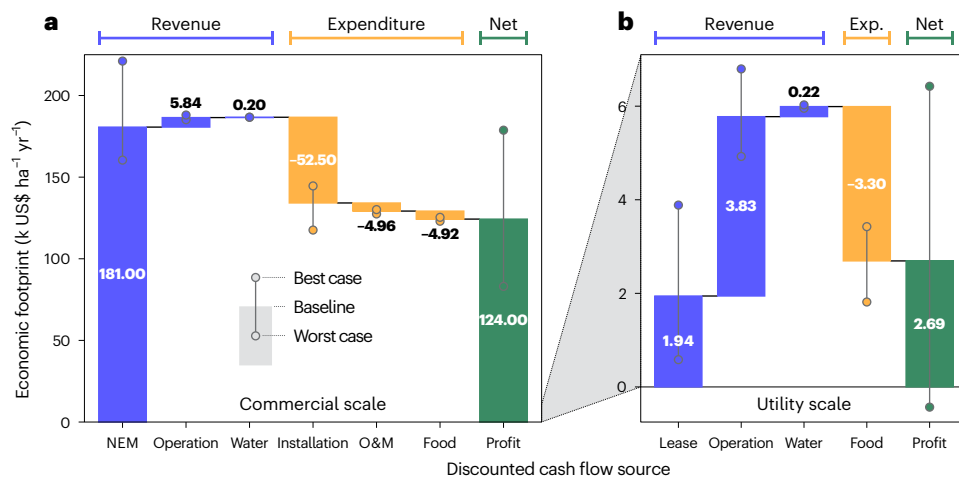 a
Revenue
Expenditure
Net
b
Revenue
Exp.
Net
Economic footprint (k US$ ha⁻¹ yr⁻¹)
200
150
100
50
0
181.00
5.84
0.20
−52.50
−4.96
−4.92
124.00
Best case
Baseline
Worst case
Commercial scale
NEM
Operation
Water
Installation
O&M
Food
Profit
6
4
2
0
1.94
3.83
0.22
−3.30
2.69
Utility scale
Lease
Operation
Water
Food
Profit
Discounted cash flow source